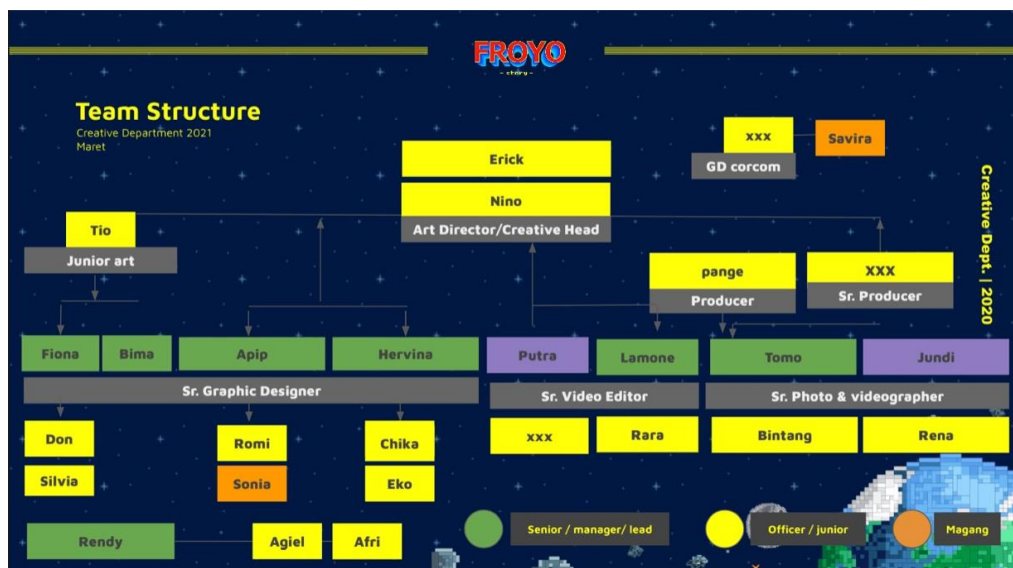 FROYO
- story -
Team Structure
Creative Department 2021
Maret
xxx
Savira
GD corcom
Erick
Nino
Art Director/Creative Head
Tio
Junior art
pange
Producer
XXX
Sr. Producer
Creative Dept. | 2020
Fiona
Bima
Apip
Hervina
Putra
Lamone
Tomo
Jundi
Sr. Graphic Designer
Sr. Video Editor
Sr. Photo & videographer
Don
Romi
Chika
xxx
Rara
Bintang
Rena
Silvia
Sonia
Eko
Rendy
Agiel
Afri
Senior / manager/ lead
Officer / junior
Magang